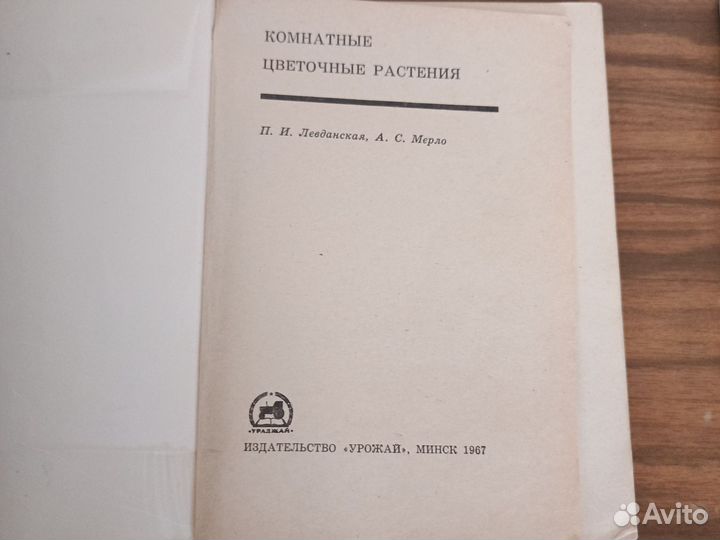 КОМНАТНЫЕ
ЦВЕТОЧНЫЕ РАСТЕНИЯ
П. И. Левданская, А. С. Мерло
«УРАДЖАЙ»
ИЗДАТЕЛЬСТВО «УРОЖАЙ», МИНСК 1967
Avito